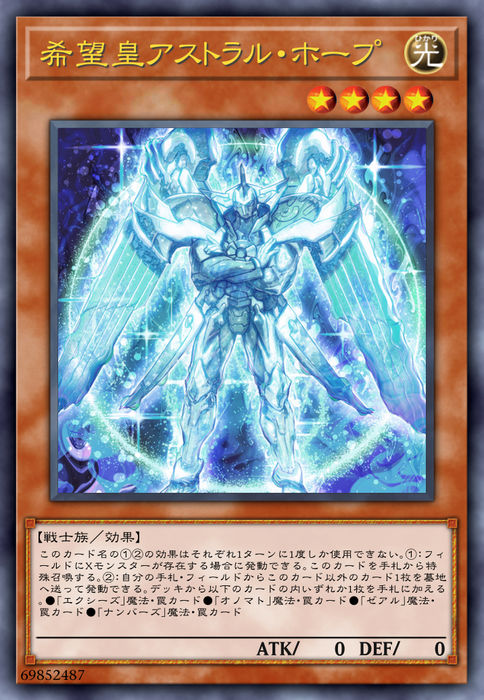 希望皇アストラル・ホープ
ひかり
光
【戦士族／効果】
このカード名の①②の効果はそれぞれ1ターンに1度しか使用できない。①：フィ
ールドにXモンスターが存在する場合に発動できる。このカードを手札から特
殊召喚する。②：自分の手札・フィールドからこのカード以外のカード1枚を墓地
へ送って発動できる。デッキから以下のカードの内いずれか1枚を手札に加え
る。●「エクシーズ」魔法・罠カード●「オノマト」魔法・罠カード●「ゼアル」魔法・
罠カード●「ナンバーズ」魔法・罠カード
ATK/ 0 DEF/ 0
69852487